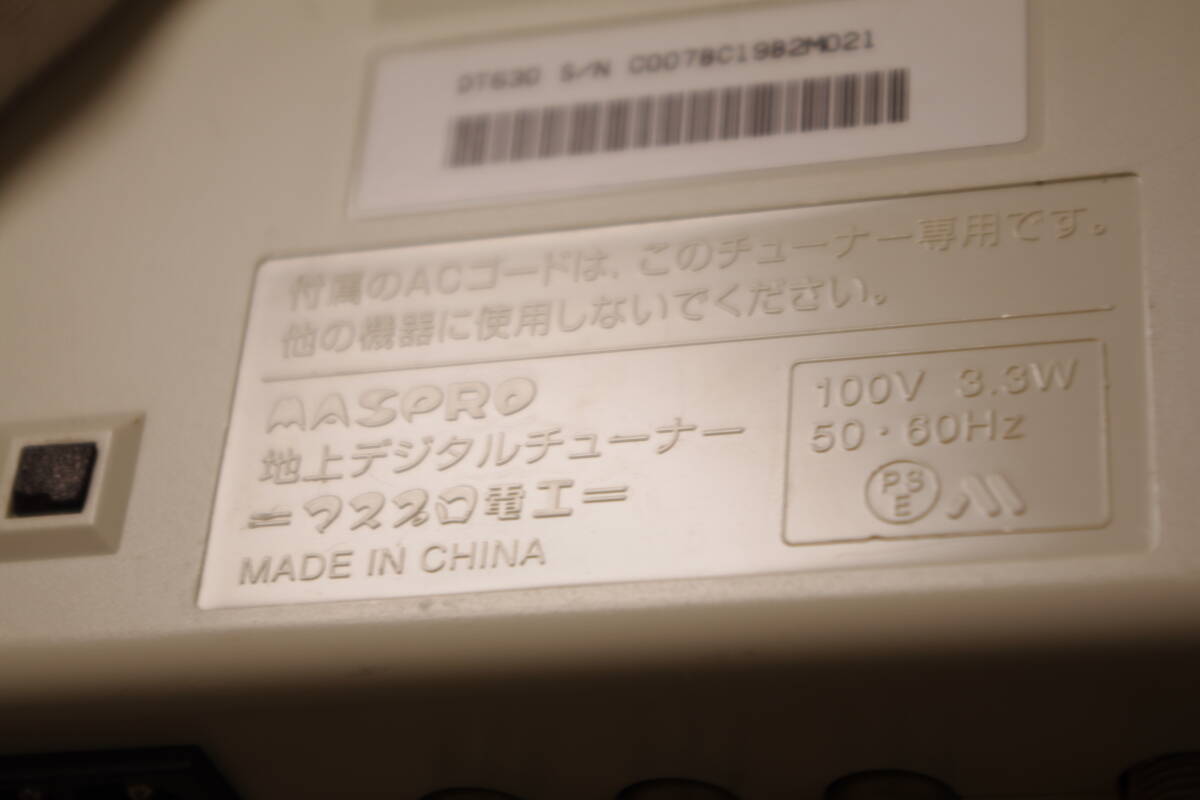 DT630 S/N C0078C1982M021
付属のACコードは、このチューナー専用です。
他の機器に使用しないでください。
MASPRO
地上デジタルチューナー
=マスプロ電工=
MADE IN CHINA
100V 3.3W
50・60Hz
PSE